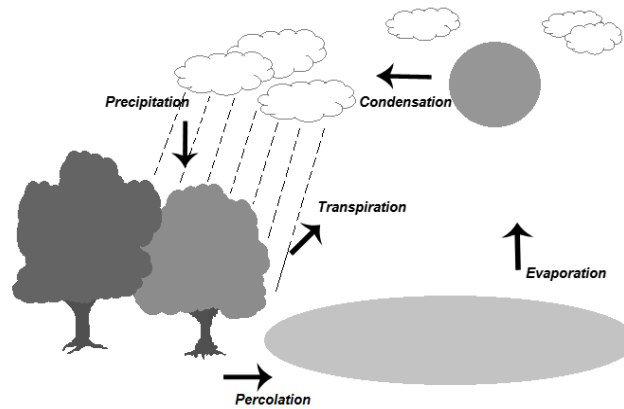 Precipitation
Condensation
Transpiration
Evaporation
Percolation